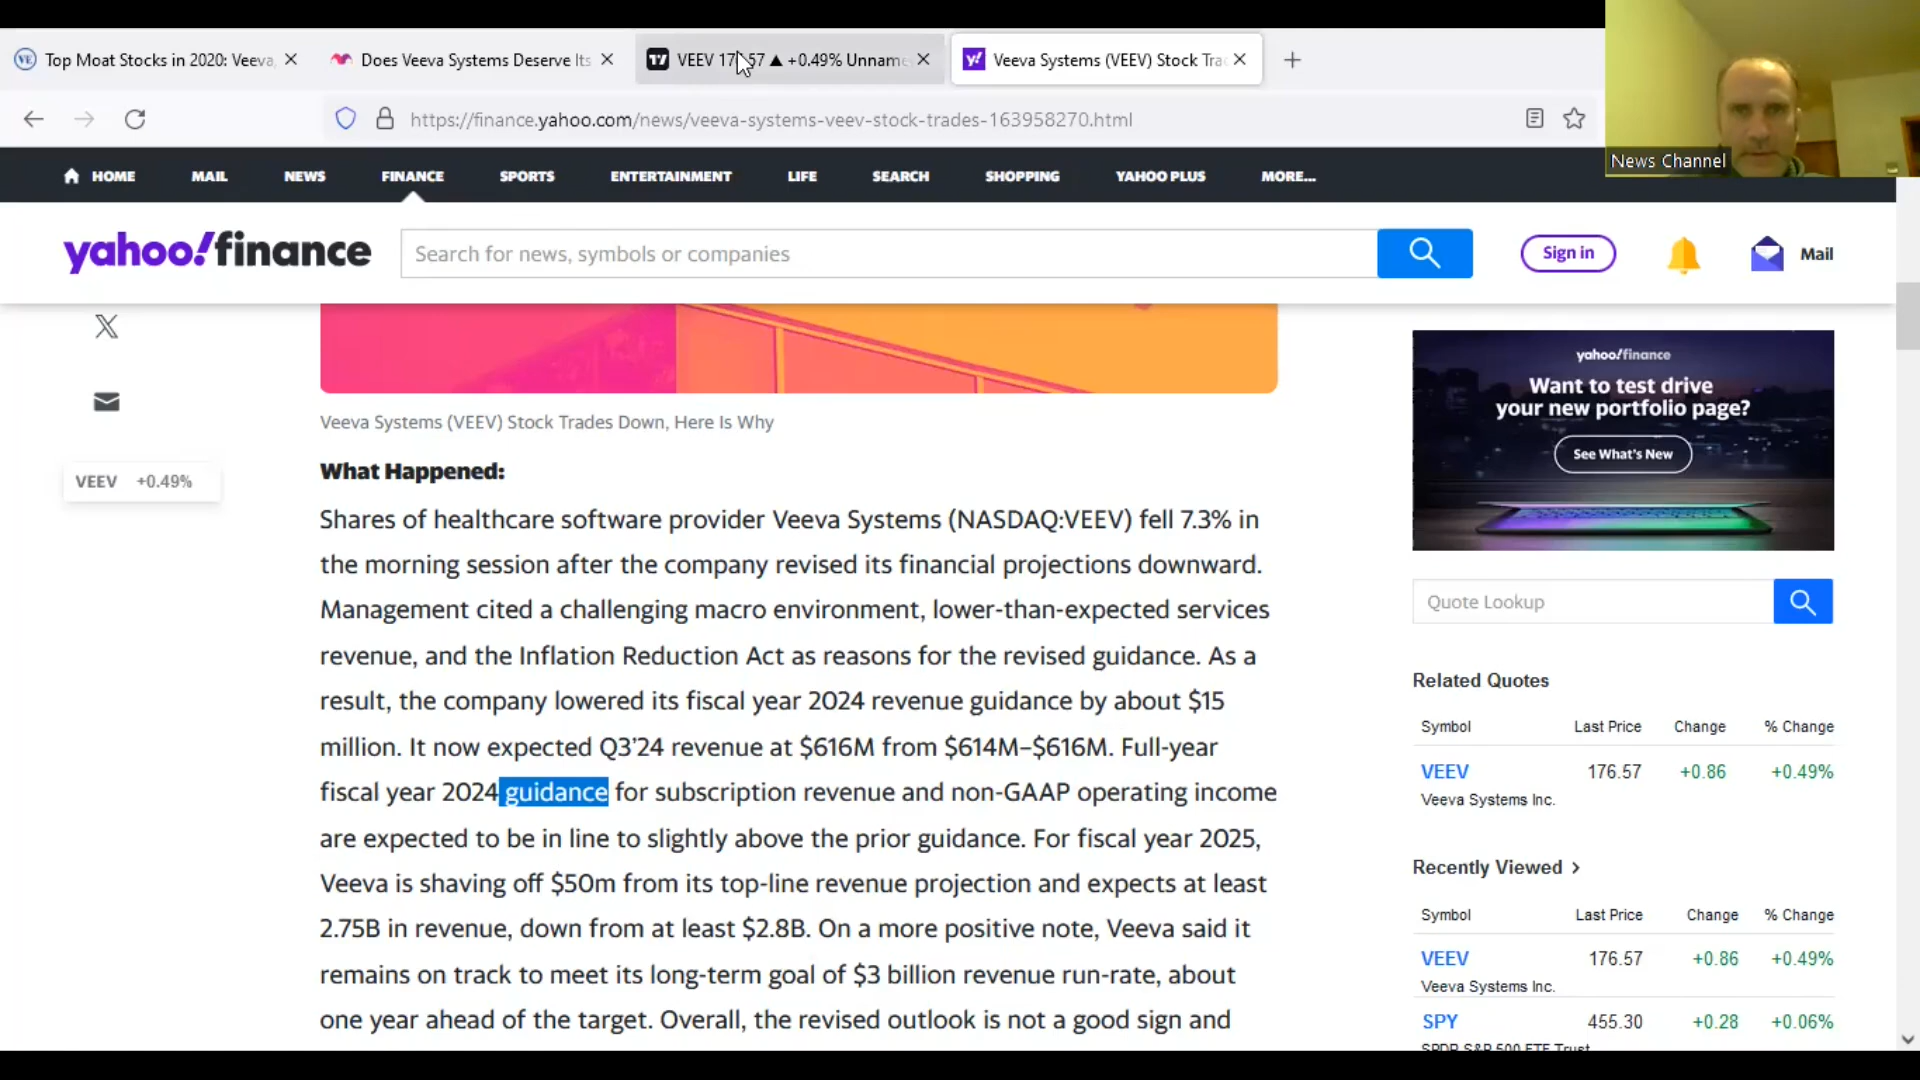 Top Moat Stocks in 2020: Veeva
Does Veeva Systems Deserve Its
VEEV 17 57 ▲ +0.49% Unname
Veeva Systems (VEEV) Stock Tra
https://finance.yahoo.com/news/veeva-systems-veev-stock-trades-163958270.html
News Channel
HOME MAIL NEWS FINANCE SPORTS ENTERTAINMENT LIFE SEARCH SHOPPING YAHOO PLUS MORE...
yahoo!finance
Search for news, symbols or companies
Sign in
Mail
VEEV +0.49%
Veeva Systems (VEEV) Stock Trades Down, Here Is Why
What Happened:
Shares of healthcare software provider Veeva Systems (NASDAQ:VEEV) fell 7.3% in
the morning session after the company revised its financial projections downward.
Management cited a challenging macro environment, lower-than-expected services
revenue, and the Inflation Reduction Act as reasons for the revised guidance. As a
result, the company lowered its fiscal year 2024 revenue guidance by about $15
million. It now expected Q3’24 revenue at $616M from $614M–$616M. Full-year
fiscal year 2024 guidance for subscription revenue and non-GAAP operating income
are expected to be in line to slightly above the prior guidance. For fiscal year 2025,
Veeva is shaving off $50m from its top-line revenue projection and expects at least
2.75B in revenue, down from at least $2.8B. On a more positive note, Veeva said it
remains on track to meet its long-term goal of $3 billion revenue run-rate, about
one year ahead of the target. Overall, the revised outlook is not a good sign and
yahoo!finance
Want to test drive
your new portfolio page?
See What's New
Quote Lookup
Related Quotes
Symbol Last Price Change % Change
VEEV 176.57 +0.86 +0.49%
Veeva Systems Inc.
Recently Viewed >
Symbol Last Price Change % Change
VEEV 176.57 +0.86 +0.49%
Veeva Systems Inc.
SPY 455.30 +0.28 +0.06%
SPDR S&P 500 ETF Trust